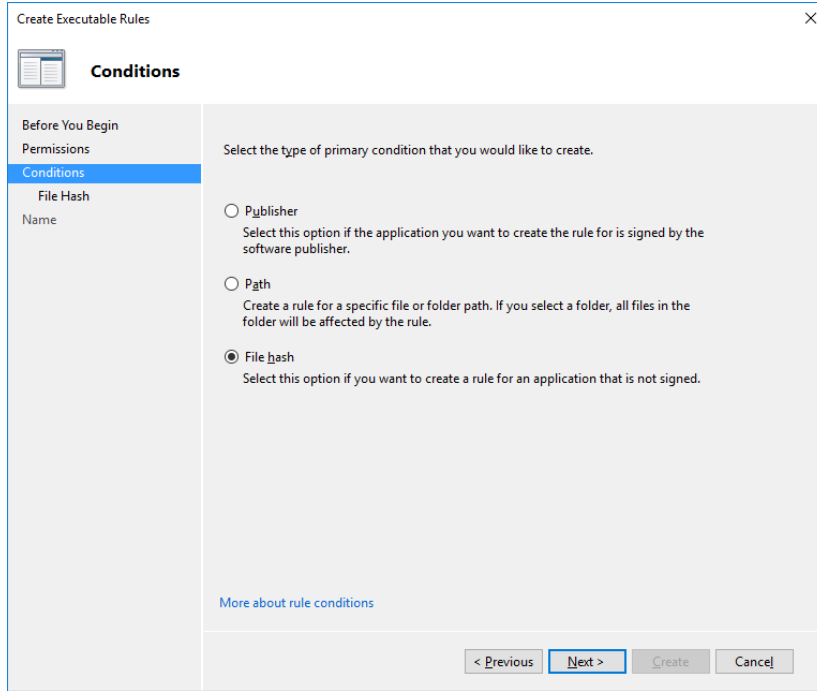 Create Executable Rules
Conditions
Before You Begin
Permissions
Conditions
File Hash
Name
Select the type of primary condition that you would like to create.
Publisher
Select this option if the application you want to create the rule for is signed by the
software publisher.
Path
Create a rule for a specific file or folder path. If you select a folder, all files in the
folder will be affected by the rule.
File hash
Select this option if you want to create a rule for an application that is not signed.
More about rule conditions
< Previous
Next >
Create
Cancel